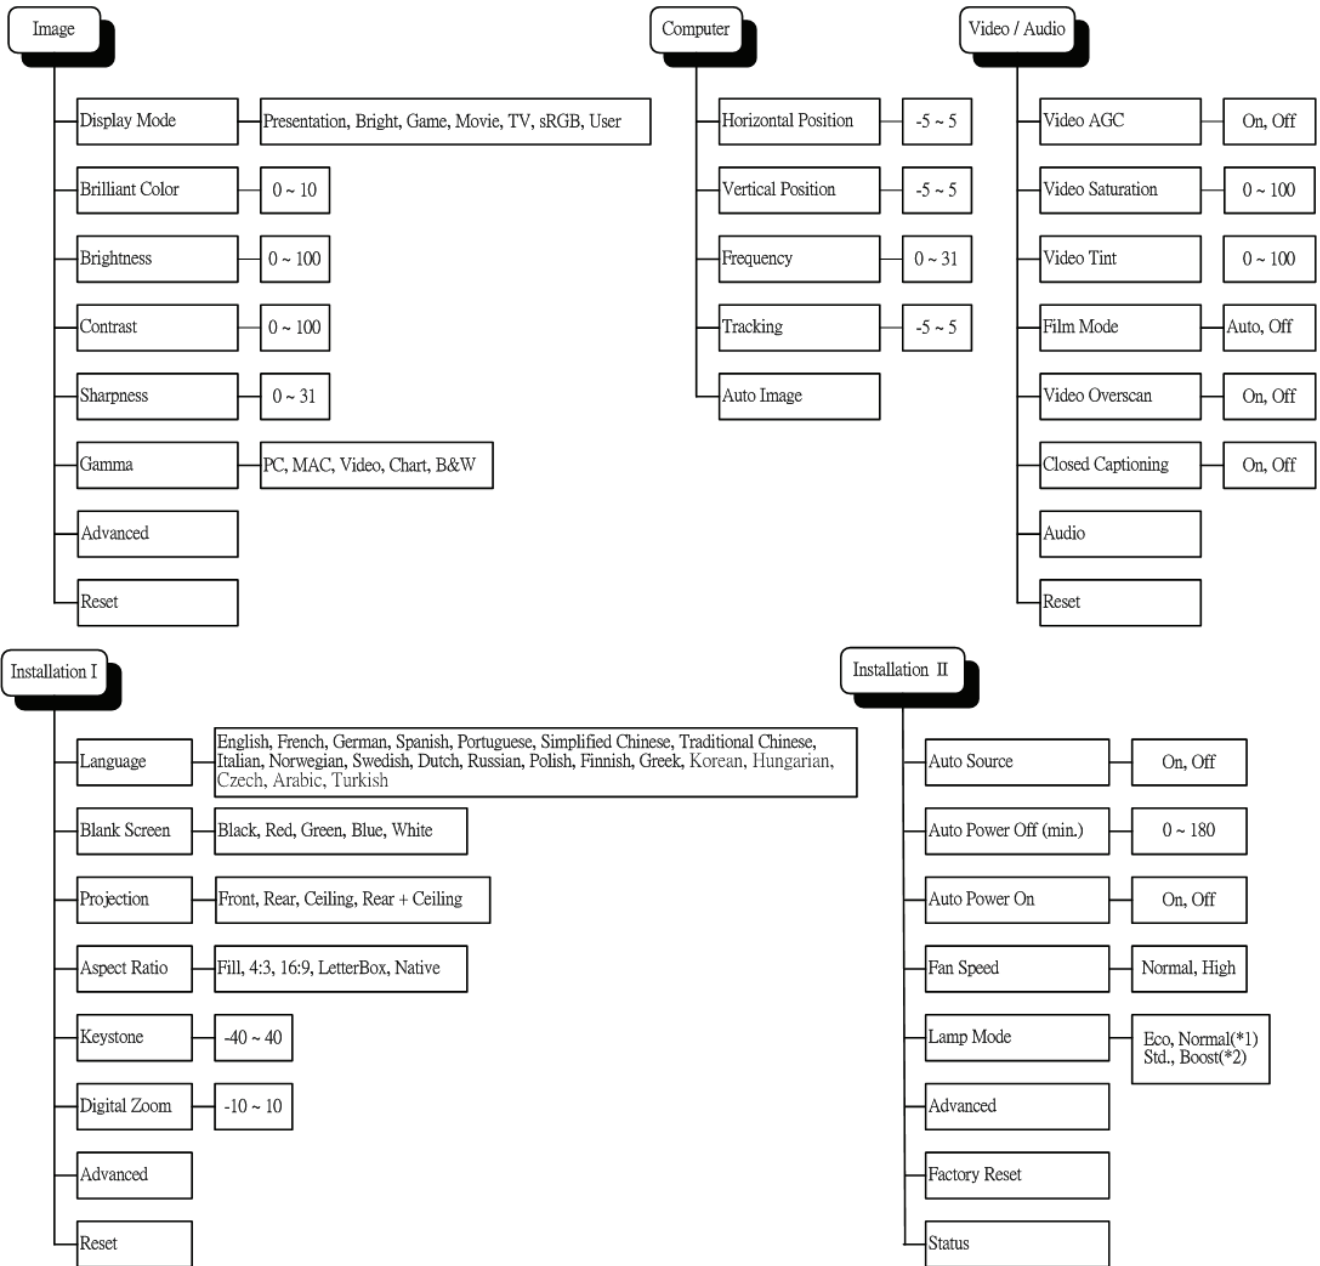 Image
Display Mode
Presentation, Bright, Game, Movie, TV, sRGB, User
Brilliant Color
0 ~ 10
Brightness
0 ~ 100
Contrast
0 ~ 100
Sharpness
0 ~ 31
Gamma
PC, MAC, Video, Chart, B&W
Advanced
Reset
Computer
Horizontal Position
-5 ~ 5
Vertical Position
-5 ~ 5
Frequency
0 ~ 31
Tracking
-5 ~ 5
Auto Image
Video / Audio
Video AGC
On, Off
Video Saturation
0 ~ 100
Video Tint
0 ~ 100
Film Mode
Auto, Off
Video Overscan
On, Off
Closed Captioning
On, Off
Audio
Reset
Installation I
Language
English, French, German, Spanish, Portuguese, Simplified Chinese, Traditional Chinese,
Italian, Norwegian, Swedish, Dutch, Russian, Polish, Finnish, Greek, Korean, Hungarian,
Czech, Arabic, Turkish
Blank Screen
Black, Red, Green, Blue, White
Projection
Front, Rear, Ceiling, Rear + Ceiling
Aspect Ratio
Fill, 4:3, 16:9, LetterBox, Native
Keystone
-40 ~ 40
Digital Zoom
-10 ~ 10
Advanced
Reset
Installation II
Auto Source
On, Off
Auto Power Off (min.)
0 ~ 180
Auto Power On
On, Off
Fan Speed
Normal, High
Lamp Mode
Eco, Normal(*1)
Std., Boost(*2)
Advanced
Factory Reset
Status